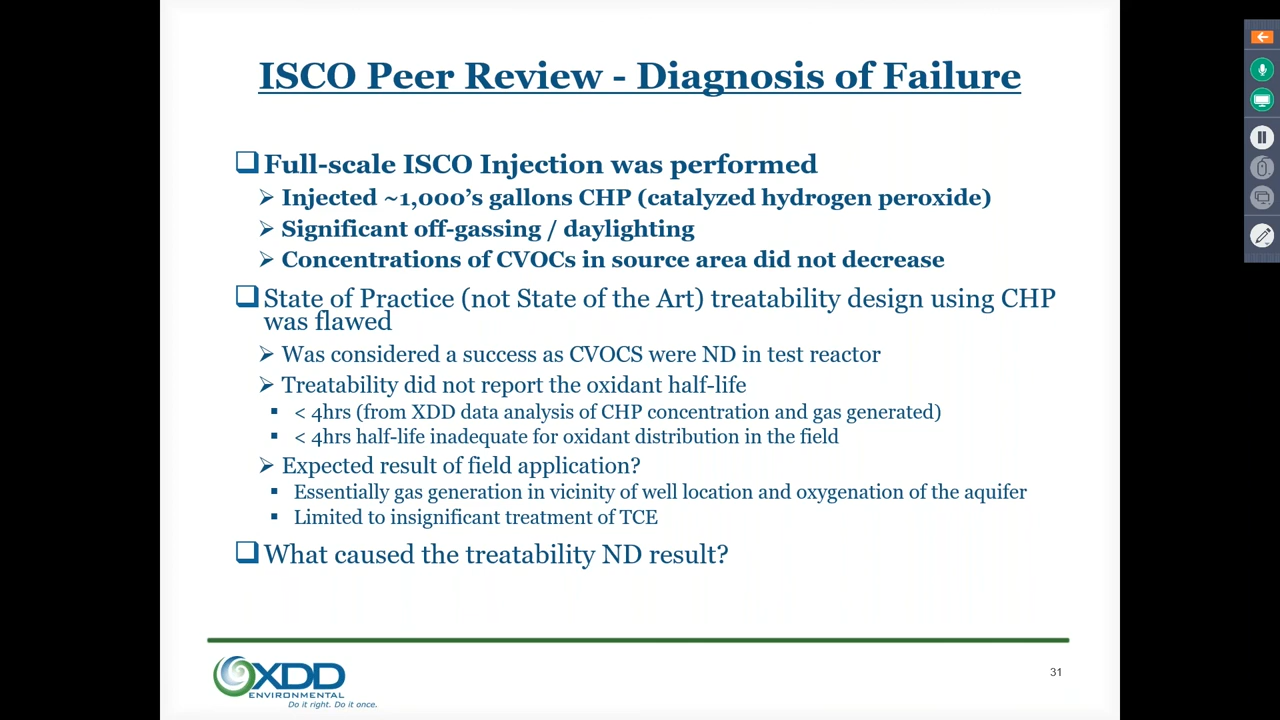 ISCO Peer Review - Diagnosis of Failure
Full-scale ISCO Injection was performed
Injected ~1,000's gallons CHP (catalyzed hydrogen peroxide)
Significant off-gassing / daylighting
Concentrations of CVOCs in source area did not decrease
State of Practice (not State of the Art) treatability design using CHP
was flawed
Was considered a success as CVOCS were ND in test reactor
Treatability did not report the oxidant half-life
< 4hrs (from XDD data analysis of CHP concentration and gas generated)
< 4hrs half-life inadequate for oxidant distribution in the field
Expected result of field application?
Essentially gas generation in vicinity of well location and oxygenation of the aquifer
Limited to insignificant treatment of TCE
What caused the treatability ND result?
XDD
ENVIRONMENTAL
Do it right. Do it once.
31